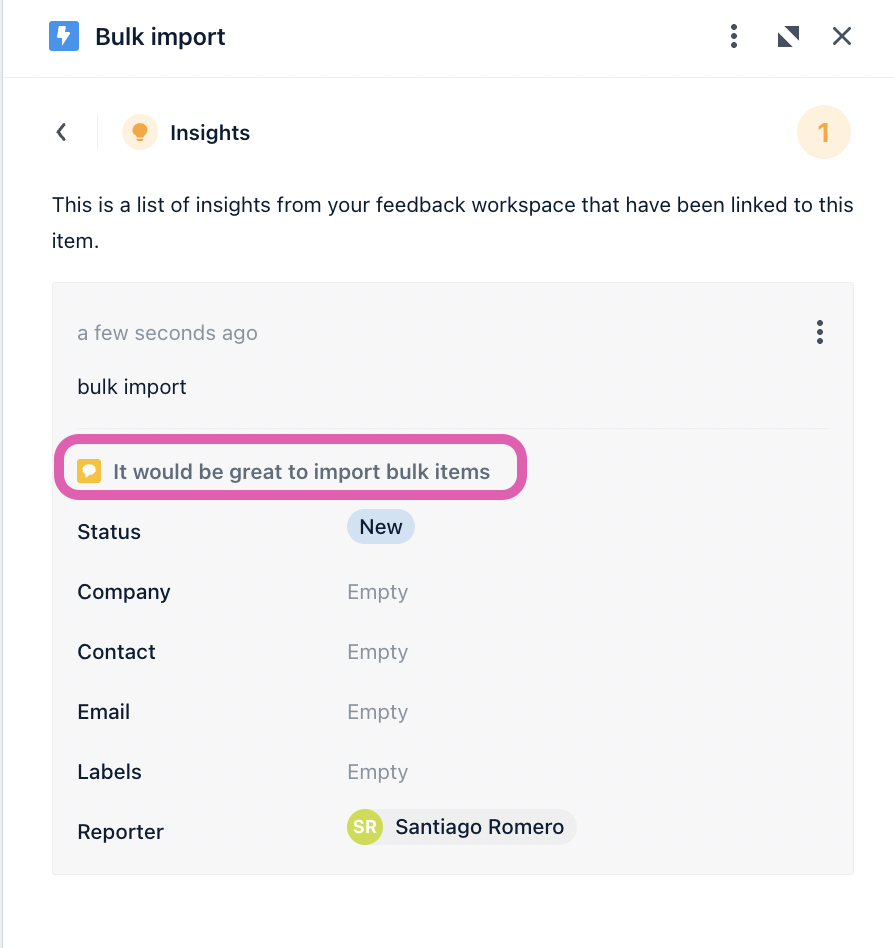 Bulk import
Insights
1
This is a list of insights from your feedback workspace that have been linked to this
item.
a few seconds ago
bulk import
It would be great to import bulk items
Status New
Company Empty
Contact Empty
Email Empty
Labels Empty
Reporter SR Santiago Romero